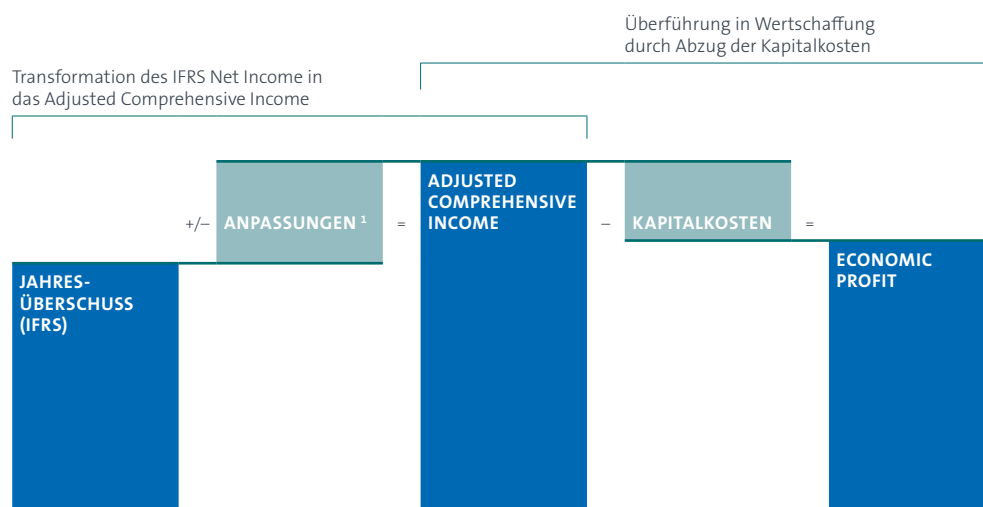 Überführung in Wertschaffung
durch Abzug der Kapitalkosten
Transformation des IFRS Net Income in
das Adjusted Comprehensive Income
JAHRES-
ÜBERSCHUSS
(IFRS)
+/–
ANPASSUNGEN ¹
=
ADJUSTED
COMPREHENSIVE
INCOME
–
KAPITALKOSTEN
=
ECONOMIC
PROFIT